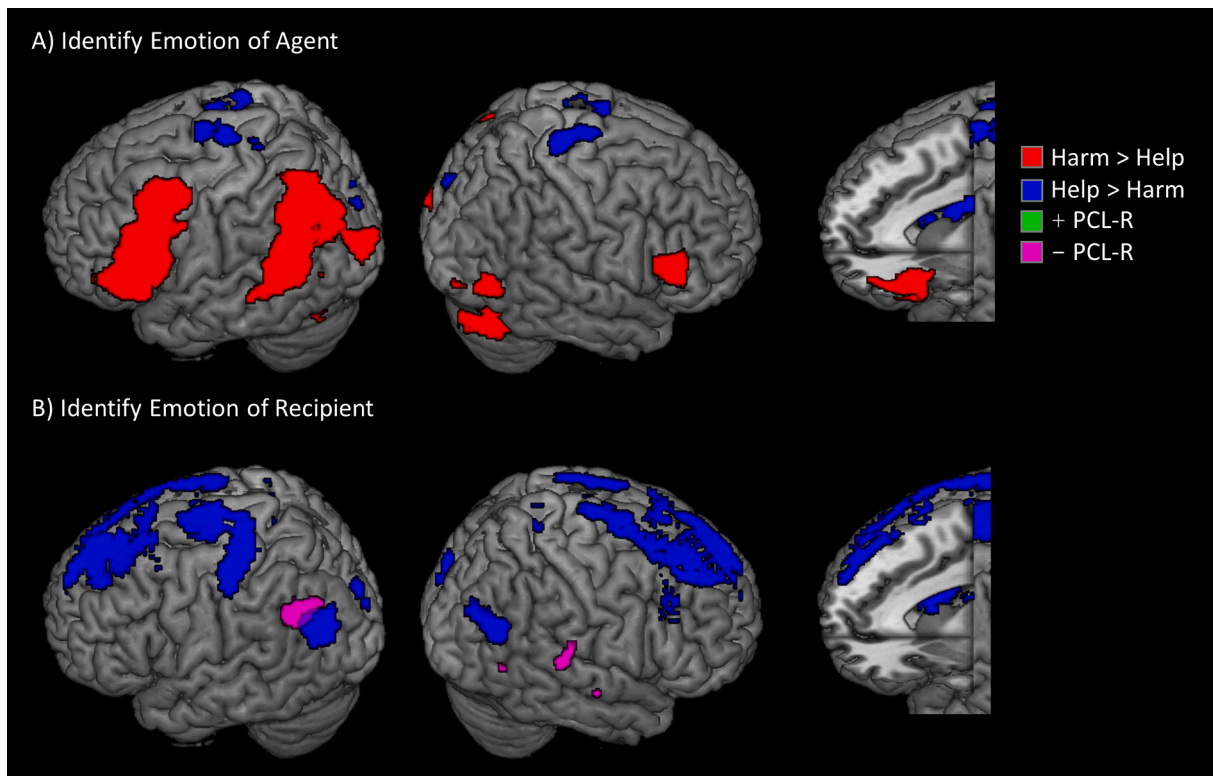 A) Identify Emotion of Agent
Harm > Help
Help > Harm
+ PCL-R
− PCL-R
B) Identify Emotion of Recipient